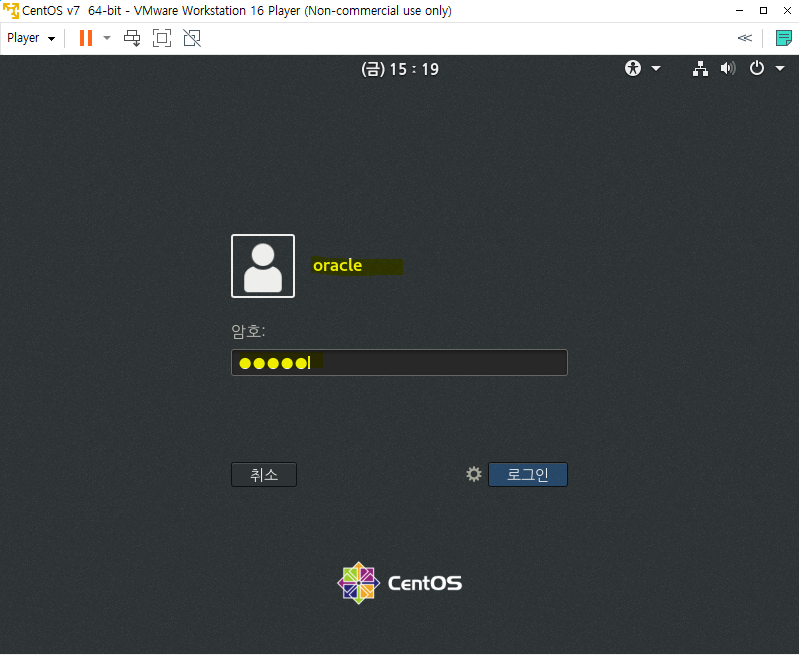 CentOS v7 64-bit - VMware Workstation 16 Player (Non-commercial use only)
Player
(금) 15 : 19
oracle
암호:
●●●●●
취소
로그인
CentOS